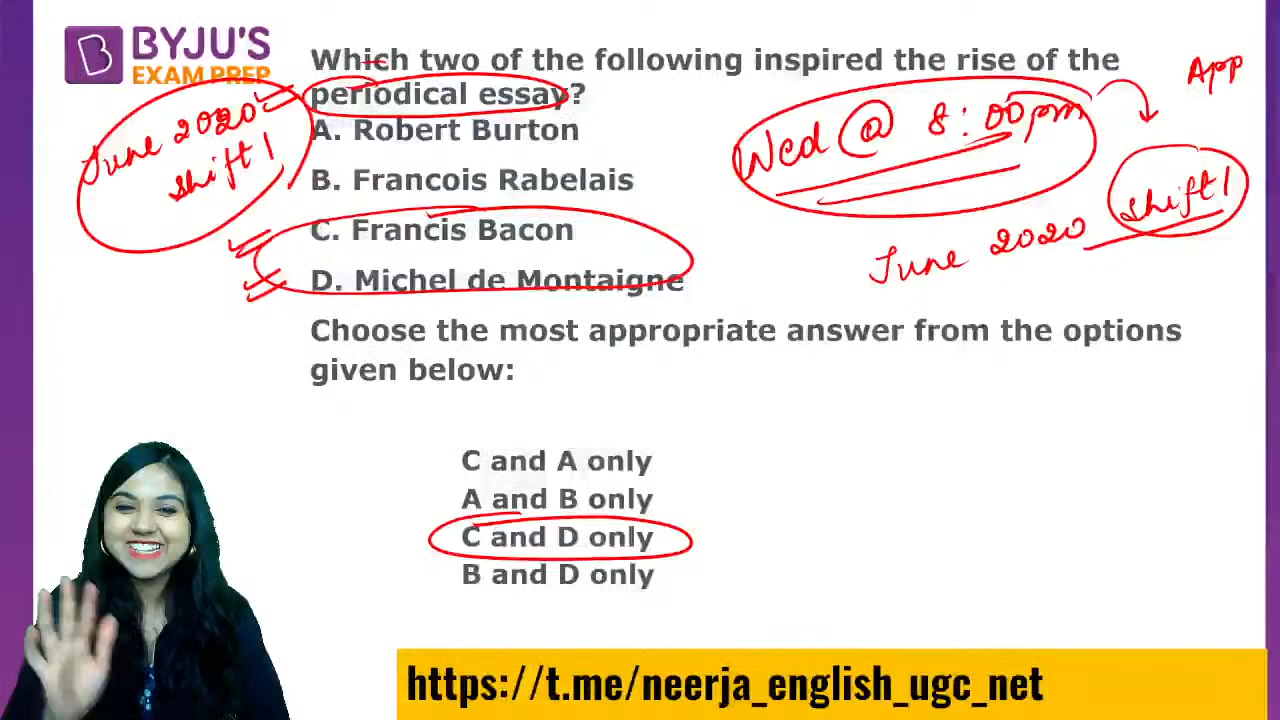 BYJU'S
EXAM PREP
Which two of the following inspired the rise of the
periodical essay?
A. Robert Burton
B. Francois Rabelais
C. Francis Bacon
D. Michel de Montaigne
Choose the most appropriate answer from the options
given below:
C and A only
A and B only
C and D only
B and D only
June 2020
shift 1
Wed @ 8:00pm
App
June 2020 shift 1
https://t.me/neerja_english_ugc_net